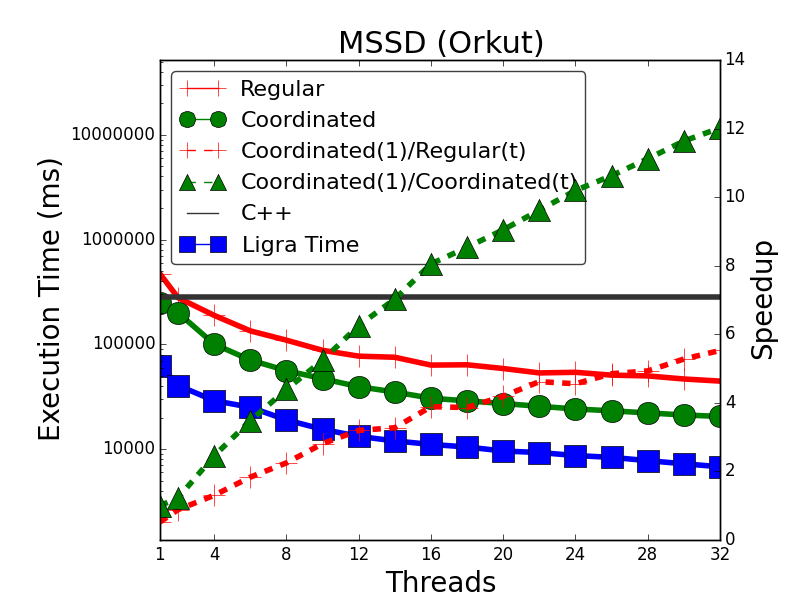 MSSD (Orkut)
Regular
Coordinated
Coordinated(1)/Regular(t)
Coordinated(1)/Coordinated(t)
C++
Ligra Time
Execution Time (ms)
10000000
1000000
100000
10000
Speedup
14
12
10
8
6
4
2
0
1 4 8 12 16 20 24 28 32
Threads